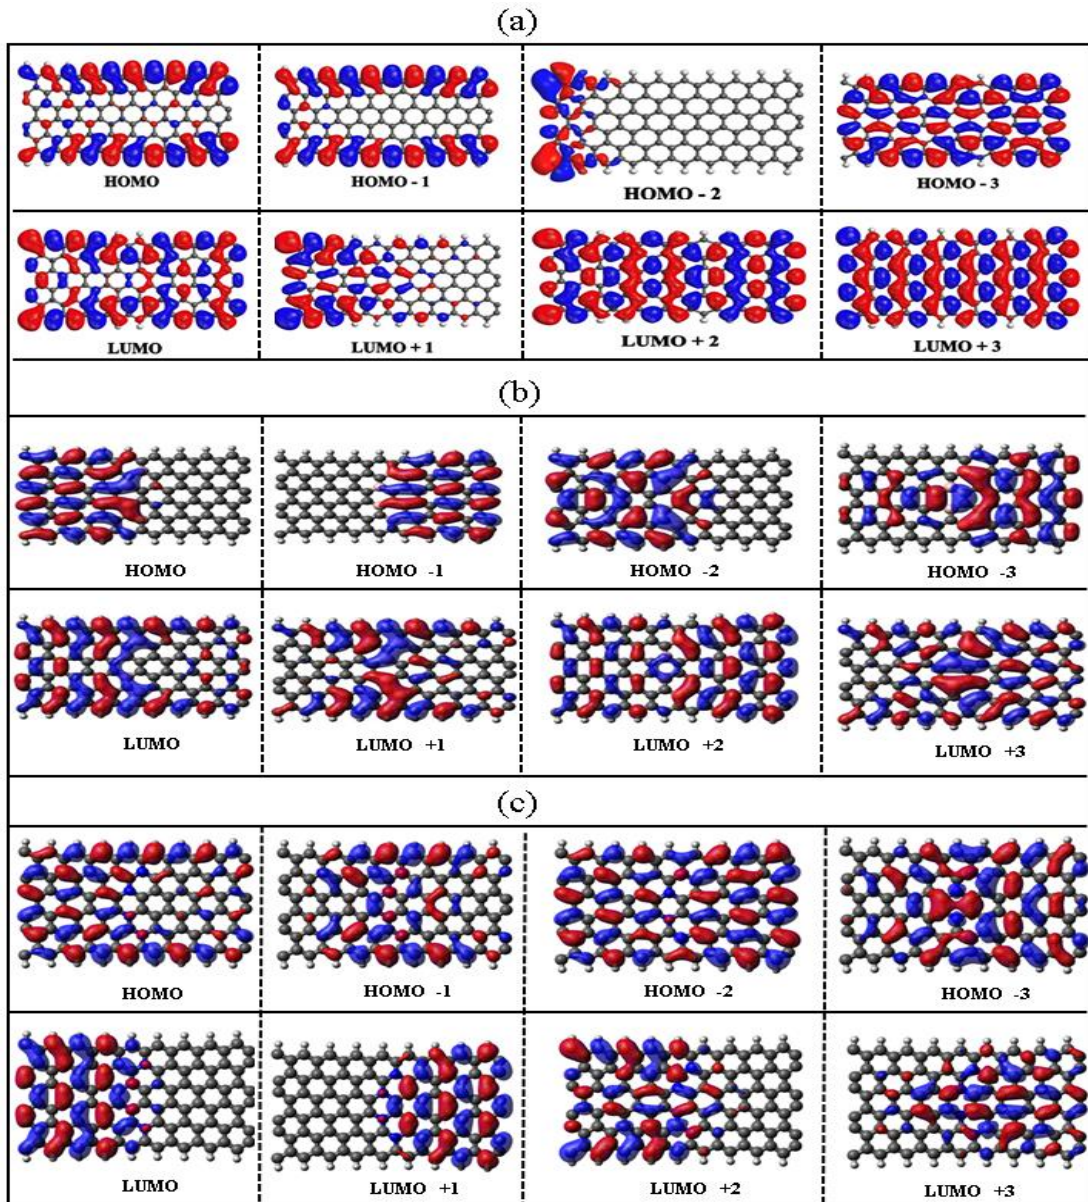 (a)
HOMO HOMO - 1 HOMO - 2 HOMO - 3
LUMO LUMO + 1 LUMO + 2 LUMO + 3
(b)
HOMO HOMO -1 HOMO -2 HOMO -3
LUMO LUMO +1 LUMO +2 LUMO +3
(c)
HOMO HOMO -1 HOMO -2 HOMO -3
LUMO LUMO +1 LUMO +2 LUMO +3